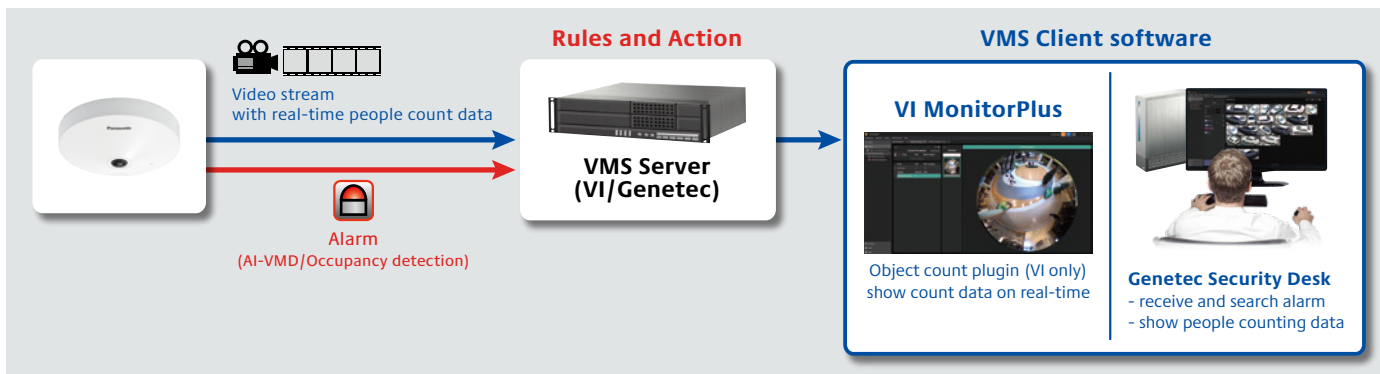 Panasonic
Video stream
with real-time people count data
Alarm
(AI-VMD/Occupancy detection)
Rules and Action
VMS Server
(VI/Genetec)
VMS Client software
VI MonitorPlus
Object count plugin (VI only)
show count data on real-time
Genetec Security Desk
- receive and search alarm
- show people counting data